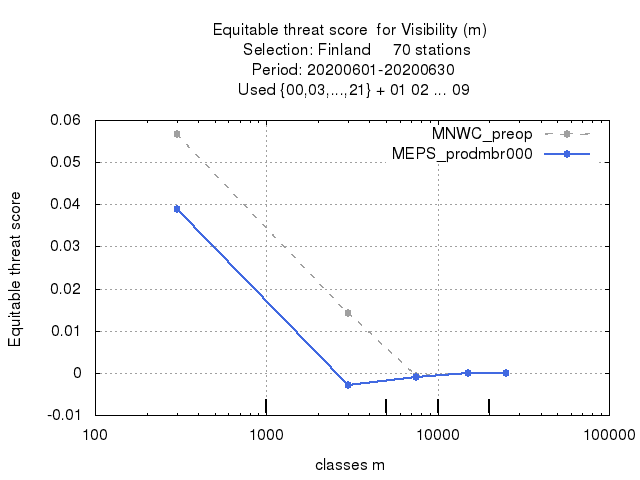 Equitable threat score  for Visibility (m)
Selection: Finland     70 stations
Period: 20200601-20200630
Used {00,03,...,21} + 01 02 ... 09
MNWC_preop
MEPS_prodmbr000
Equitable threat score
0.06
0.05
0.04
0.03
0.02
0.01
0
-0.01
100
1000
10000
100000
classes m